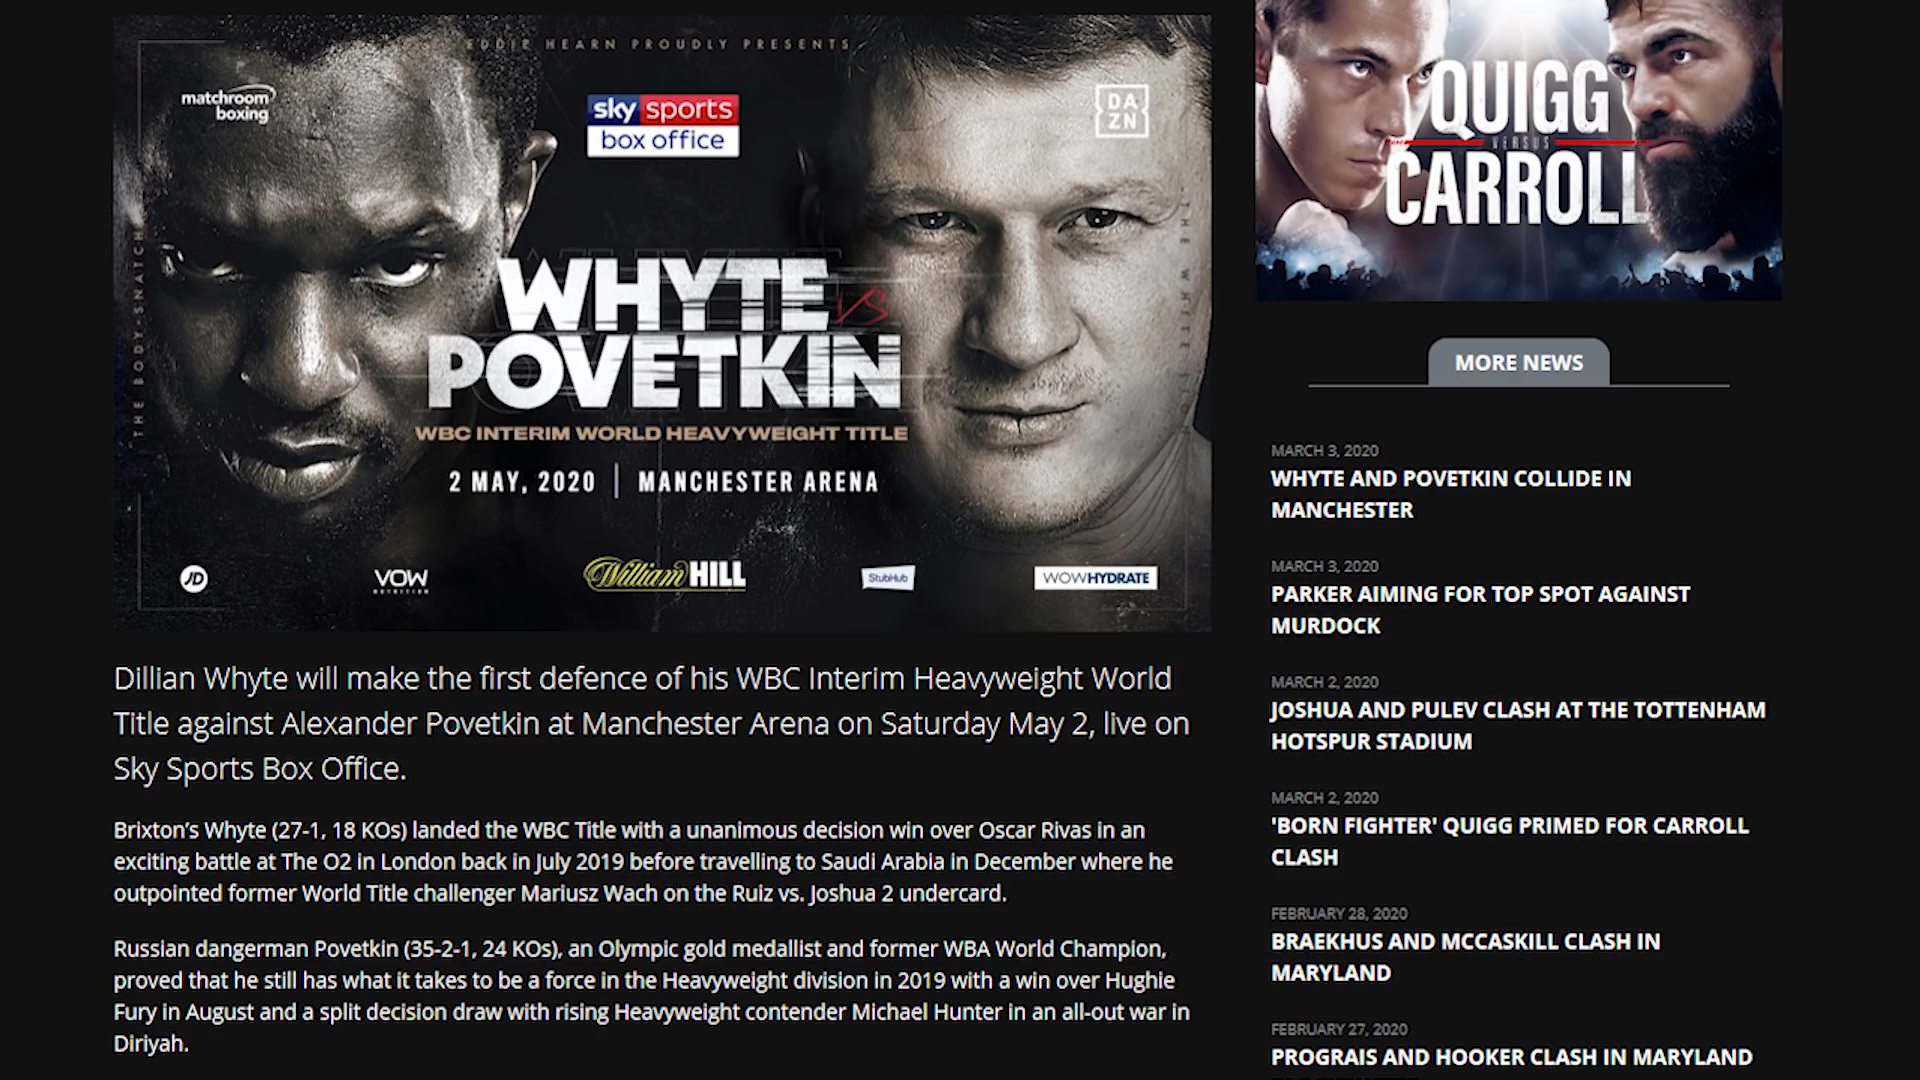 EDDIE HEARN PROUDLY PRESENTS
matchroom
boxing
sky sports
box office
DA
ZN
THE BODY-SNATCH
WHYTE VS
POVETKIN
WBC INTERIM WORLD HEAVYWEIGHT TITLE
2 MAY, 2020 | MANCHESTER ARENA
THE WHITE
JD
VOW
NUTRITION
William HILL
StubHub
WOWHYDRATE
Dillian Whyte will make the first defence of his WBC Interim Heavyweight World
Title against Alexander Povetkin at Manchester Arena on Saturday May 2, live on
Sky Sports Box Office.
Brixton’s Whyte (27-1, 18 KOs) landed the WBC Title with a unanimous decision win over Oscar Rivas in an
exciting battle at The O2 in London back in July 2019 before travelling to Saudi Arabia in December where he
outpointed former World Title challenger Mariusz Wach on the Ruiz vs. Joshua 2 undercard.
Russian dangerman Povetkin (35-2-1, 24 KOs), an Olympic gold medallist and former WBA World Champion,
proved that he still has what it takes to be a force in the Heavyweight division in 2019 with a win over Hughie
Fury in August and a split decision draw with rising Heavyweight contender Michael Hunter in an all-out war in
Diriyah.
QUIGG
VERSUS
CARROLL
MORE NEWS
MARCH 3, 2020
WHYTE AND POVETKIN COLLIDE IN
MANCHESTER
MARCH 3, 2020
PARKER AIMING FOR TOP SPOT AGAINST
MURDOCK
MARCH 2, 2020
JOSHUA AND PULEV CLASH AT THE TOTTENHAM
HOTSPUR STADIUM
MARCH 2, 2020
'BORN FIGHTER' QUIGG PRIMED FOR CARROLL
CLASH
FEBRUARY 28, 2020
BRAEKHUS AND MCCASKILL CLASH IN
MARYLAND
FEBRUARY 27, 2020
PROGRAIS AND HOOKER CLASH IN MARYLAND